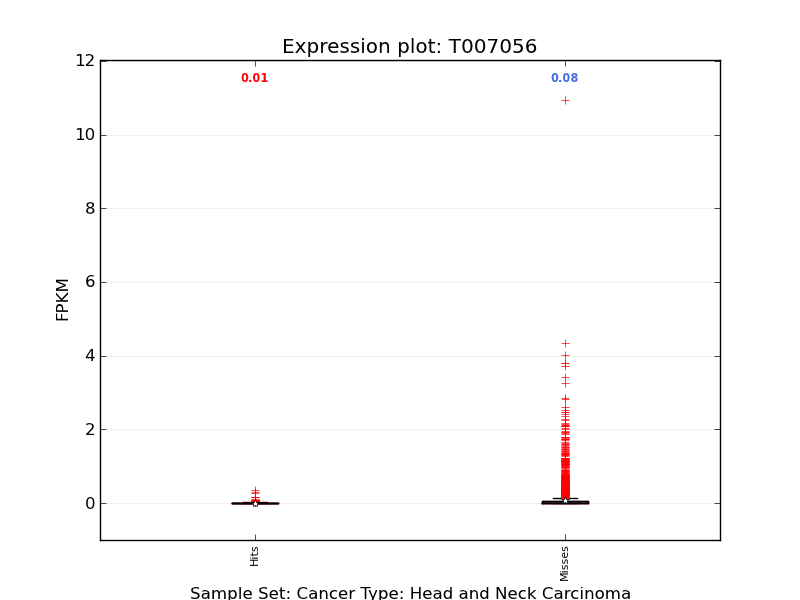 Expression plot: T007056
12
10
8
6
4
2
0
FPKM
0.01
0.08
Hits
Misses
Sample Set: Cancer Type: Head and Neck Carcinoma